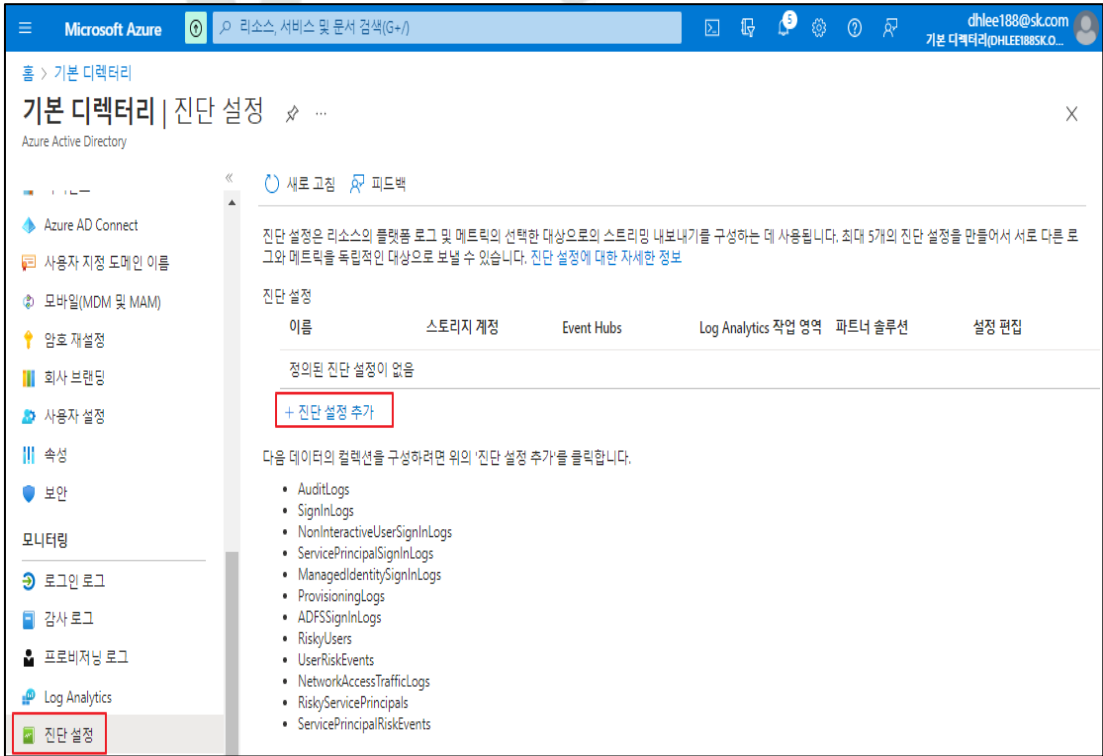 Microsoft Azure
리소스, 서비스 및 문서 검색(G+/)
5
dhlee188@sk.com
기본 디렉터리(DHLEE188SK.O...
홈 > 기본 디렉터리
기본 디렉터리 | 진단 설정
Azure Active Directory
Azure AD Connect
사용자 지정 도메인 이름
모바일(MDM 및 MAM)
암호 재설정
회사 브랜딩
사용자 설정
속성
보안
모니터링
로그인 로그
감사 로그
프로비저닝 로그
Log Analytics
진단 설정
새로 고침 피드백
진단 설정은 리소스의 플랫폼 로그 및 메트릭의 선택한 대상으로의 스트리밍 내보내기를 구성하는 데 사용됩니다. 최대 5개의 진단 설정을 만들어서 서로 다른 로
그와 메트릭을 독립적인 대상으로 보낼 수 있습니다. 진단 설정에 대한 자세한 정보
진단 설정
이름 스토리지 계정 Event Hubs Log Analytics 작업 영역 파트너 솔루션 설정 편집
정의된 진단 설정이 없음
+ 진단 설정 추가
다음 데이터의 컬렉션을 구성하려면 위의 '진단 설정 추가'를 클릭합니다.
• AuditLogs
• SignInLogs
• NonInteractiveUserSignInLogs
• ServicePrincipalSignInLogs
• ManagedIdentitySignInLogs
• ProvisioningLogs
• ADFSSignInLogs
• RiskyUsers
• UserRiskEvents
• NetworkAccessTrafficLogs
• RiskyServicePrincipals
• ServicePrincipalRiskEvents